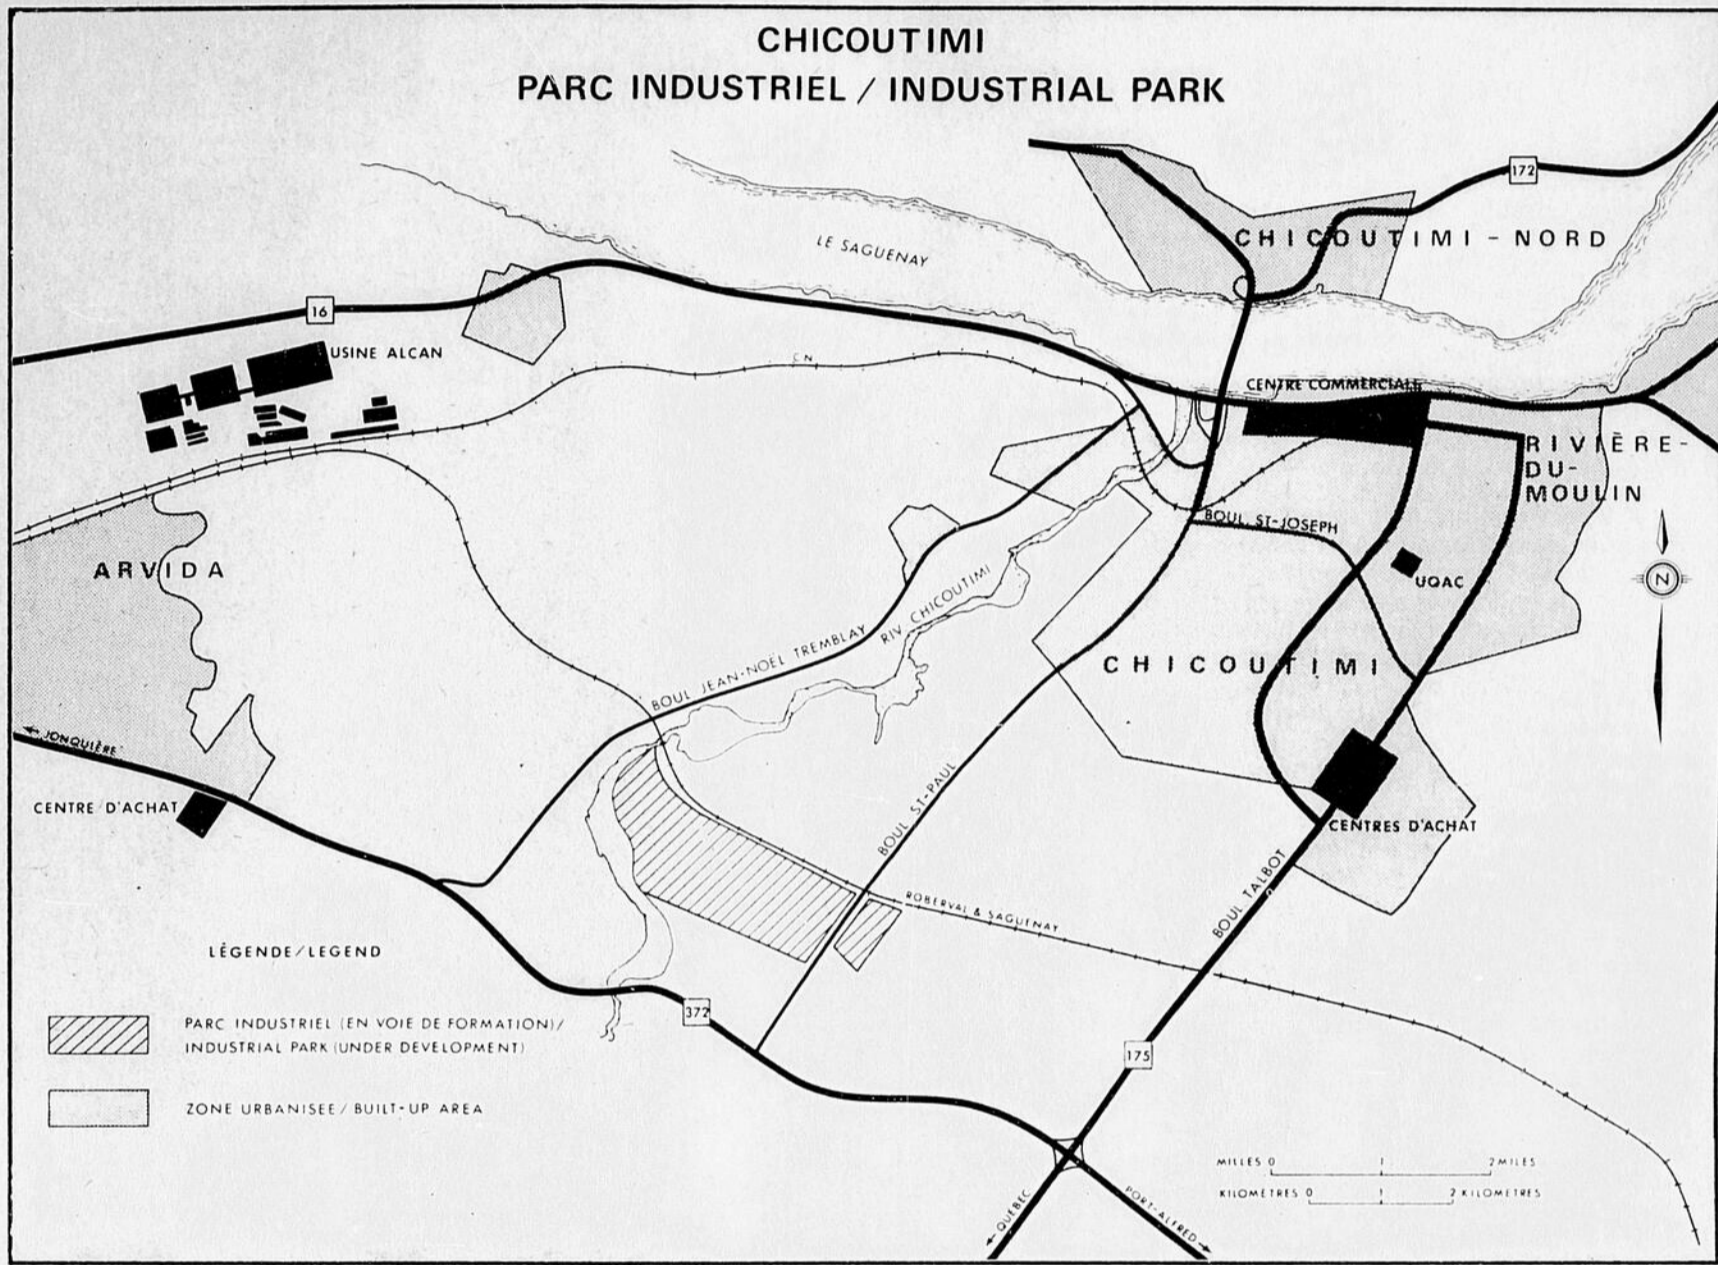 CHICOUTIMI
PARC INDUSTRIEL / INDUSTRIAL PARK
172
CHICOUTIMI-NORD
LE SAGUENAY
16
USINE ALCAN
C N
CENTRE COMMERCIALE
RIVIÈRE-
DU-
MOULIN
BOUL. ST-JOSEPH
ARVIDA
UQAC
N
RIV CHICOUTIMI
BOUL JEAN-NOËL TREMBLAY
CHICOUTIMI
JONQUIÈRE
CENTRE D'ACHAT
BOUL ST-PAUL
CENTRES D'ACHAT
BOUL TALBOT
ROBERVAL & SAGUENAY
LÉGENDE/LEGEND
372
PARC INDUSTRIEL (EN VOIE DE FORMATION)/
INDUSTRIAL PARK (UNDER DEVELOPMENT)
175
ZONE URBANISEE / BUILT-UP AREA
MILLES 0 1 2 MILES
KILOMÈTRES 0 1 2 KILOMETRES
QUÉBEC
PORT-ALFRED